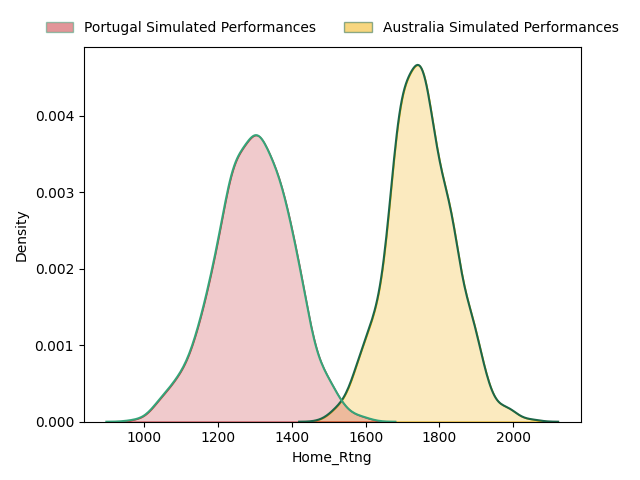 Portugal Simulated Performances Australia Simulated Performances
0.004
0.003
0.002
0.001
0.000
Density
1000 1200 1400 1600 1800 2000
Home_Rtng